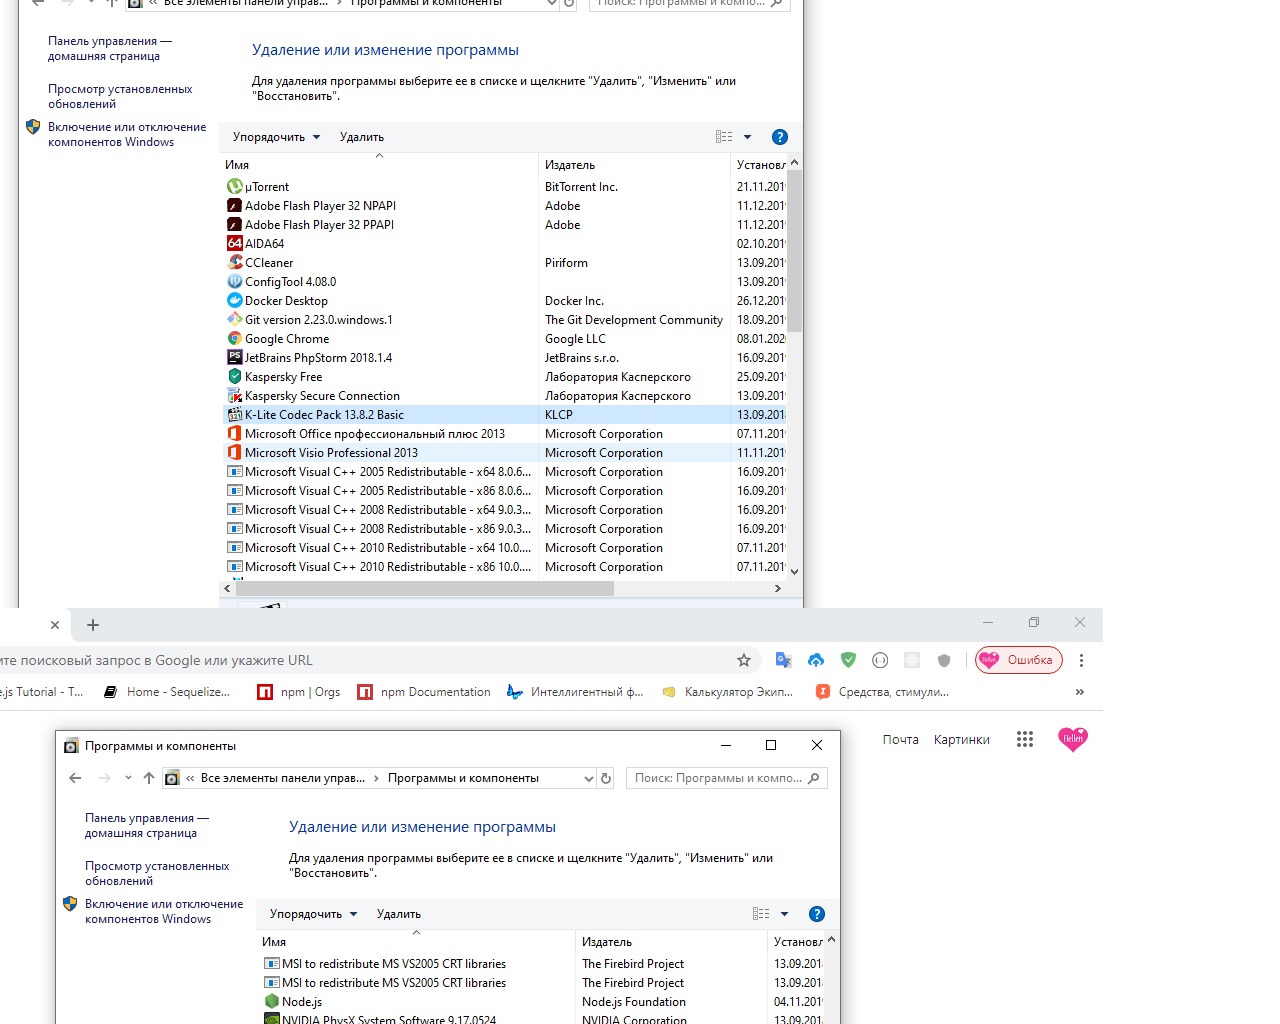 Все элементы панели управ... Программы и компоненты Поиск: Программы и компо...
Панель управления —
домашняя страница
Просмотр установленных
обновлений
Включение или отключение
компонентов Windows
Удаление или изменение программы
Для удаления программы выберите ее в списке и щелкните "Удалить", "Изменить" или
"Восстановить".
Упорядочить Удалить
Имя Издатель Установл
µTorrent BitTorrent Inc. 21.11.201
Adobe Flash Player 32 NPAPI Adobe 11.12.201
Adobe Flash Player 32 PPAPI Adobe 11.12.201
64 AIDA64 02.10.201
CCleaner Piriform 13.09.201
ConfigTool 4.08.0 13.09.201
Docker Desktop Docker Inc. 26.12.201
Git version 2.23.0.windows.1 The Git Development Community 18.09.201
Google Chrome Google LLC 08.01.202
PS JetBrains PhpStorm 2018.1.4 JetBrains s.r.o. 16.09.201
Kaspersky Free Лаборатория Касперского 25.09.201
Kaspersky Secure Connection Лаборатория Касперского 13.09.201
321 K-Lite Codec Pack 13.8.2 Basic KLCP 13.09.201
Microsoft Office профессиональный плюс 2013 Microsoft Corporation 07.11.201
Microsoft Visio Professional 2013 Microsoft Corporation 11.11.201
Microsoft Visual C++ 2005 Redistributable - x64 8.0.6... Microsoft Corporation 16.09.201
Microsoft Visual C++ 2005 Redistributable - x86 8.0.6... Microsoft Corporation 16.09.201
Microsoft Visual C++ 2008 Redistributable - x64 9.0.3... Microsoft Corporation 16.09.201
Microsoft Visual C++ 2008 Redistributable - x86 9.0.3... Microsoft Corporation 16.09.201
Microsoft Visual C++ 2010 Redistributable - x64 10.0.... Microsoft Corporation 07.11.201
Microsoft Visual C++ 2010 Redistributable - x86 10.0.... Microsoft Corporation 07.11.201
ите поисковый запрос в Google или укажите URL Hellen Ошибка
e.js Tutorial - T... Home - Sequelize... npm | Orgs npm Documentation Интеллигентный ф... Калькулятор Экип... Средства, стимули... »
Почта Картинки Hellen
Программы и компоненты
Все элементы панели управ... Программы и компоненты Поиск: Программы и компо...
Панель управления —
домашняя страница
Просмотр установленных
обновлений
Включение или отключение
компонентов Windows
Удаление или изменение программы
Для удаления программы выберите ее в списке и щелкните "Удалить", "Изменить" или
"Восстановить".
Упорядочить Удалить
Имя Издатель Установл
MSI to redistribute MS VS2005 CRT libraries The Firebird Project 13.09.201
MSI to redistribute MS VS2005 CRT libraries The Firebird Project 13.09.201
Node.js Node.js Foundation 04.11.201
NVIDIA PhysX System Software 9.17.0524 NVIDIA Corporation 13.09.201